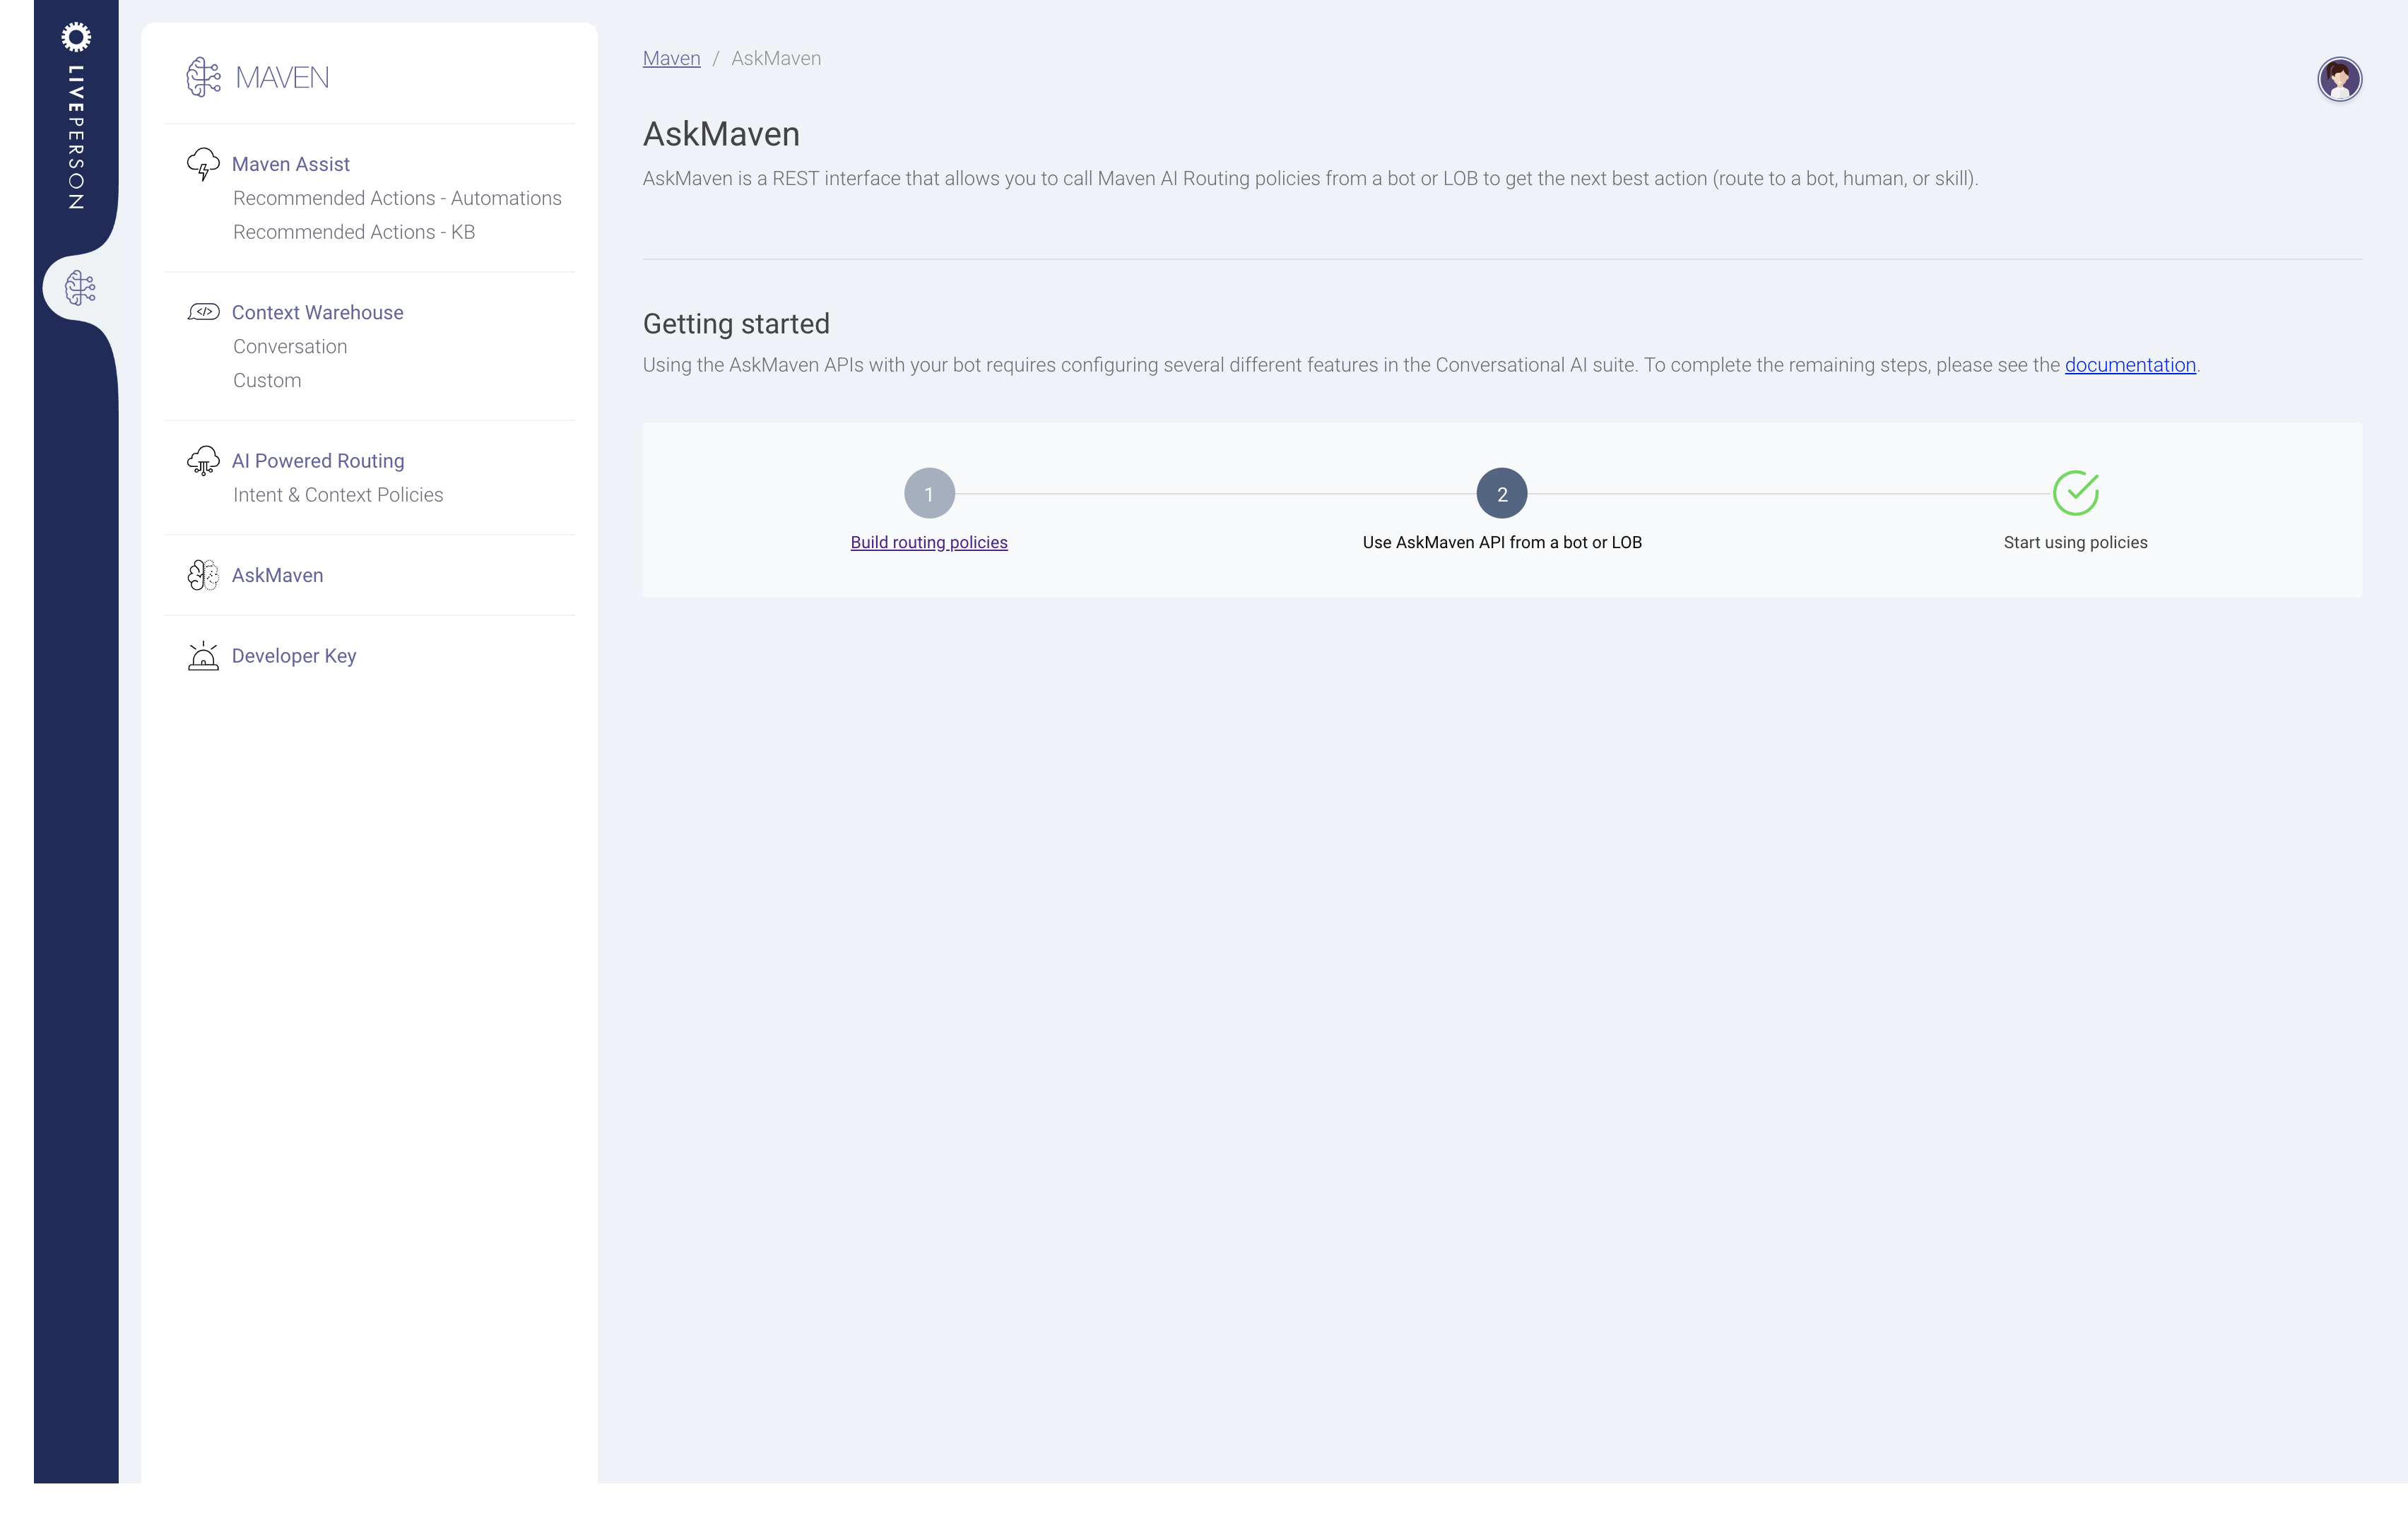 LIVEPERSON
MAVEN
Maven Assist
Recommended Actions - Automations
Recommended Actions - KB
</>
Context Warehouse
Conversation
Custom
AI Powered Routing
Intent & Context Policies
AskMaven
Developer Key
Maven / AskMaven
AskMaven
AskMaven is a REST interface that allows you to call Maven AI Routing policies from a bot or LOB to get the next best action (route to a bot, human, or skill).
Getting started
Using the AskMaven APIs with your bot requires configuring several different features in the Conversational AI suite. To complete the remaining steps, please see the documentation.
1
Build routing policies
2
Use AskMaven API from a bot or LOB
Start using policies